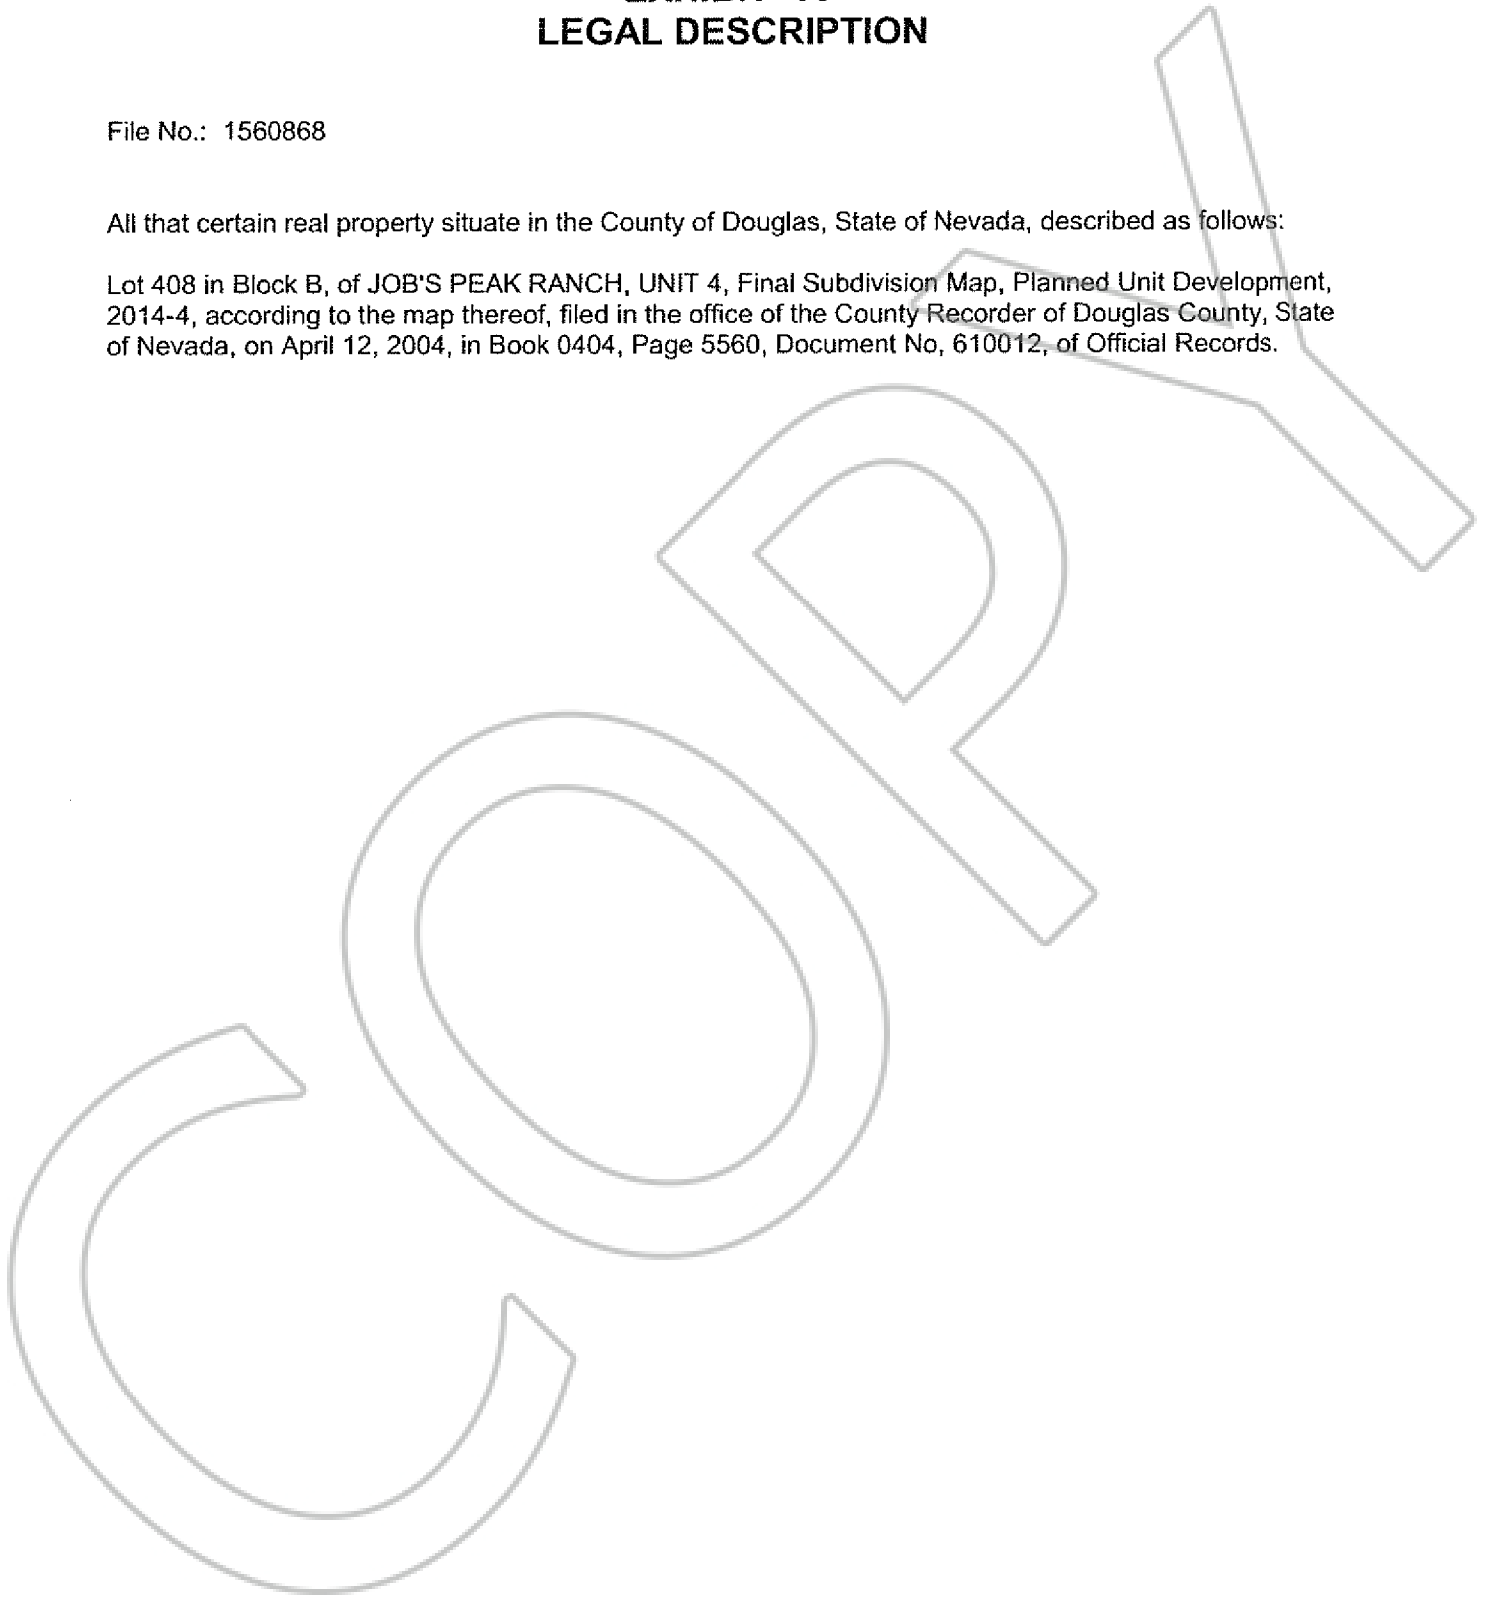 LEGAL DESCRIPTION
File No.: 1560868
All that certain real property situate in the County of Douglas, State of Nevada, described as follows:
Lot 408 in Block B, of JOB'S PEAK RANCH, UNIT 4, Final Subdivision Map, Planned Unit Development,
2014-4, according to the map thereof, filed in the office of the County Recorder of Douglas County, State
of Nevada, on April 12, 2004, in Book 0404, Page 5560, Document No, 610012, of Official Records.
COPY